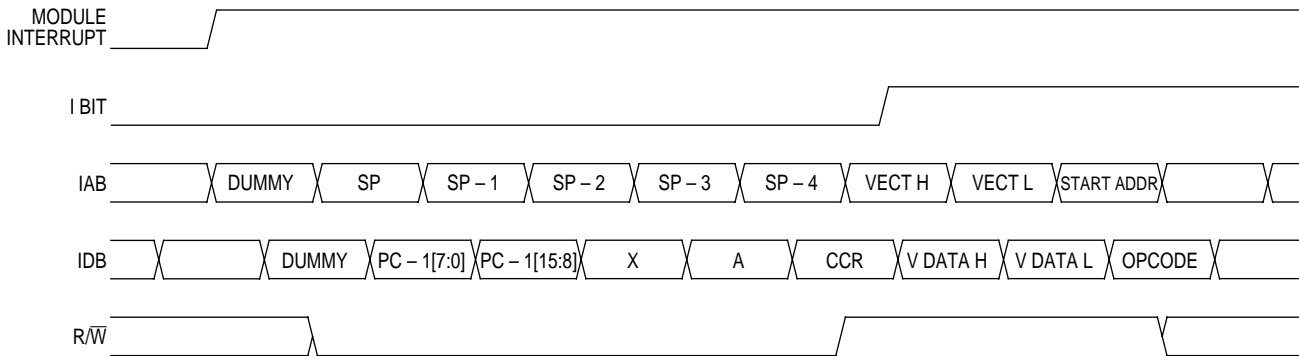 MODULE
INTERRUPT
I BIT
IAB DUMMY SP SP – 1 SP – 2 SP – 3 SP – 4 VECT H VECT L START ADDR
IDB DUMMY PC – 1[7:0] PC – 1[15:8] X A CCR V DATA H V DATA L OPCODE
R/W̅